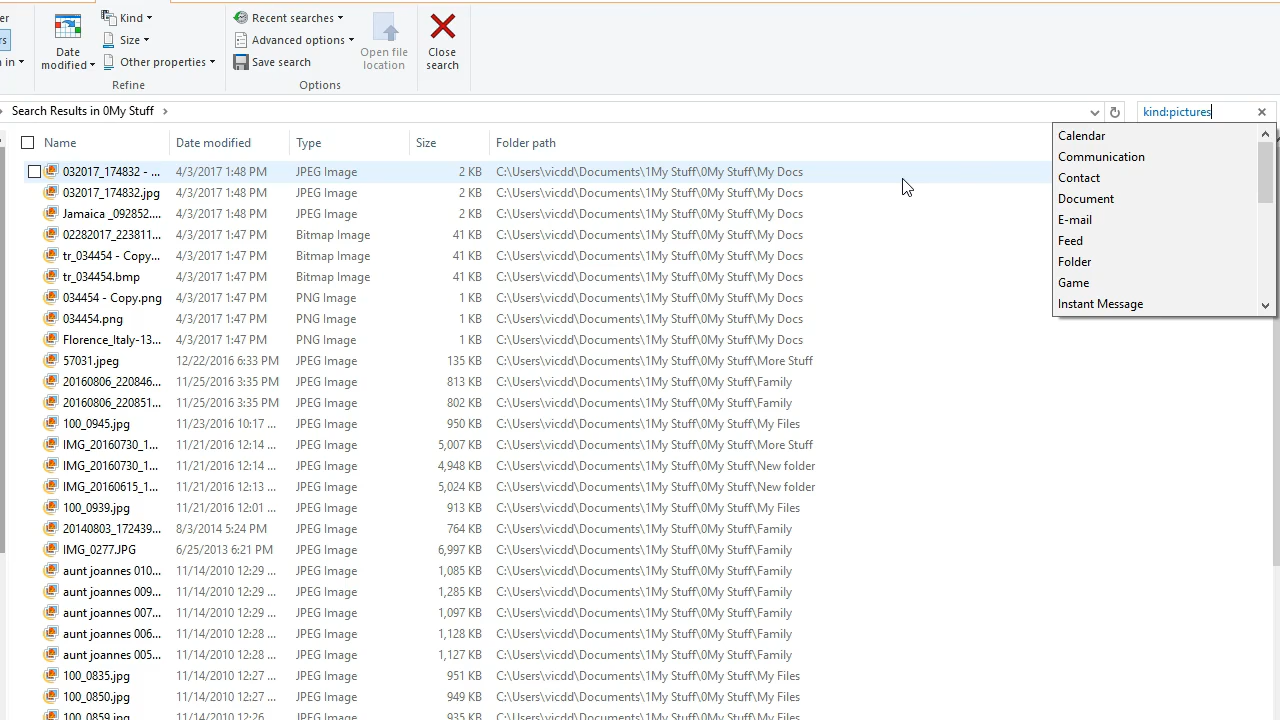 er
Kind
Recent searches
rs
Size
Advanced options
Date modified
Open file location
Close search
n in
Other properties
Save search
Refine
Options
Search Results in 0My Stuff
kind:pictures
Name Date modified Type Size Folder path
Calendar
Communication
Contact
Document
E-mail
Feed
Folder
Game
Instant Message
032017_174832 - ... 4/3/2017 1:48 PM JPEG Image 2 KB C:\Users\vicdd\Documents\1My Stuff\0My Stuff\My Docs
032017_174832.jpg 4/3/2017 1:48 PM JPEG Image 2 KB C:\Users\vicdd\Documents\1My Stuff\0My Stuff\My Docs
Jamaica _092852.... 4/3/2017 1:48 PM JPEG Image 2 KB C:\Users\vicdd\Documents\1My Stuff\0My Stuff\My Docs
02282017_223811... 4/3/2017 1:47 PM Bitmap Image 41 KB C:\Users\vicdd\Documents\1My Stuff\0My Stuff\My Docs
tr_034454 - Copy... 4/3/2017 1:47 PM Bitmap Image 41 KB C:\Users\vicdd\Documents\1My Stuff\0My Stuff\My Docs
tr_034454.bmp 4/3/2017 1:47 PM Bitmap Image 41 KB C:\Users\vicdd\Documents\1My Stuff\0My Stuff\My Docs
034454 - Copy.png 4/3/2017 1:47 PM PNG Image 1 KB C:\Users\vicdd\Documents\1My Stuff\0My Stuff\My Docs
034454.png 4/3/2017 1:47 PM PNG Image 1 KB C:\Users\vicdd\Documents\1My Stuff\0My Stuff\My Docs
Florence_Italy-13... 4/3/2017 1:47 PM PNG Image 1 KB C:\Users\vicdd\Documents\1My Stuff\0My Stuff\My Docs
57031.jpeg 12/22/2016 6:33 PM JPEG Image 135 KB C:\Users\vicdd\Documents\1My Stuff\0My Stuff\More Stuff
20160806_220846... 11/25/2016 3:35 PM JPEG Image 813 KB C:\Users\vicdd\Documents\1My Stuff\0My Stuff\Family
20160806_220851... 11/25/2016 3:35 PM JPEG Image 802 KB C:\Users\vicdd\Documents\1My Stuff\0My Stuff\Family
100_0945.jpg 11/23/2016 10:17 ... JPEG Image 950 KB C:\Users\vicdd\Documents\1My Stuff\0My Stuff\My Files
IMG_20160730_1... 11/21/2016 12:14 ... JPEG Image 5,007 KB C:\Users\vicdd\Documents\1My Stuff\0My Stuff\More Stuff
IMG_20160730_1... 11/21/2016 12:14 ... JPEG Image 4,948 KB C:\Users\vicdd\Documents\1My Stuff\0My Stuff\New folder
IMG_20160615_1... 11/21/2016 12:13 ... JPEG Image 5,024 KB C:\Users\vicdd\Documents\1My Stuff\0My Stuff\New folder
100_0939.jpg 11/21/2016 12:01 ... JPEG Image 913 KB C:\Users\vicdd\Documents\1My Stuff\0My Stuff\My Files
20140803_172439... 8/3/2014 5:24 PM JPEG Image 764 KB C:\Users\vicdd\Documents\1My Stuff\0My Stuff\Family
IMG_0277.JPG 6/25/2013 6:21 PM JPEG Image 6,997 KB C:\Users\vicdd\Documents\1My Stuff\0My Stuff\Family
aunt joannes 010... 11/14/2010 12:29 ... JPEG Image 1,085 KB C:\Users\vicdd\Documents\1My Stuff\0My Stuff\Family
aunt joannes 009... 11/14/2010 12:29 ... JPEG Image 1,285 KB C:\Users\vicdd\Documents\1My Stuff\0My Stuff\Family
aunt joannes 007... 11/14/2010 12:29 ... JPEG Image 1,097 KB C:\Users\vicdd\Documents\1My Stuff\0My Stuff\Family
aunt joannes 006... 11/14/2010 12:28 ... JPEG Image 1,128 KB C:\Users\vicdd\Documents\1My Stuff\0My Stuff\Family
aunt joannes 005... 11/14/2010 12:28 ... JPEG Image 1,127 KB C:\Users\vicdd\Documents\1My Stuff\0My Stuff\Family
100_0835.jpg 11/14/2010 12:27 ... JPEG Image 951 KB C:\Users\vicdd\Documents\1My Stuff\0My Stuff\My Files
100_0850.jpg 11/14/2010 12:27 ... JPEG Image 949 KB C:\Users\vicdd\Documents\1My Stuff\0My Stuff\My Files
100_0859.jpg 11/14/2010 12:26 ... JPEG Image 935 KB C:\Users\vicdd\Documents\1My Stuff\0My Stuff\My Files